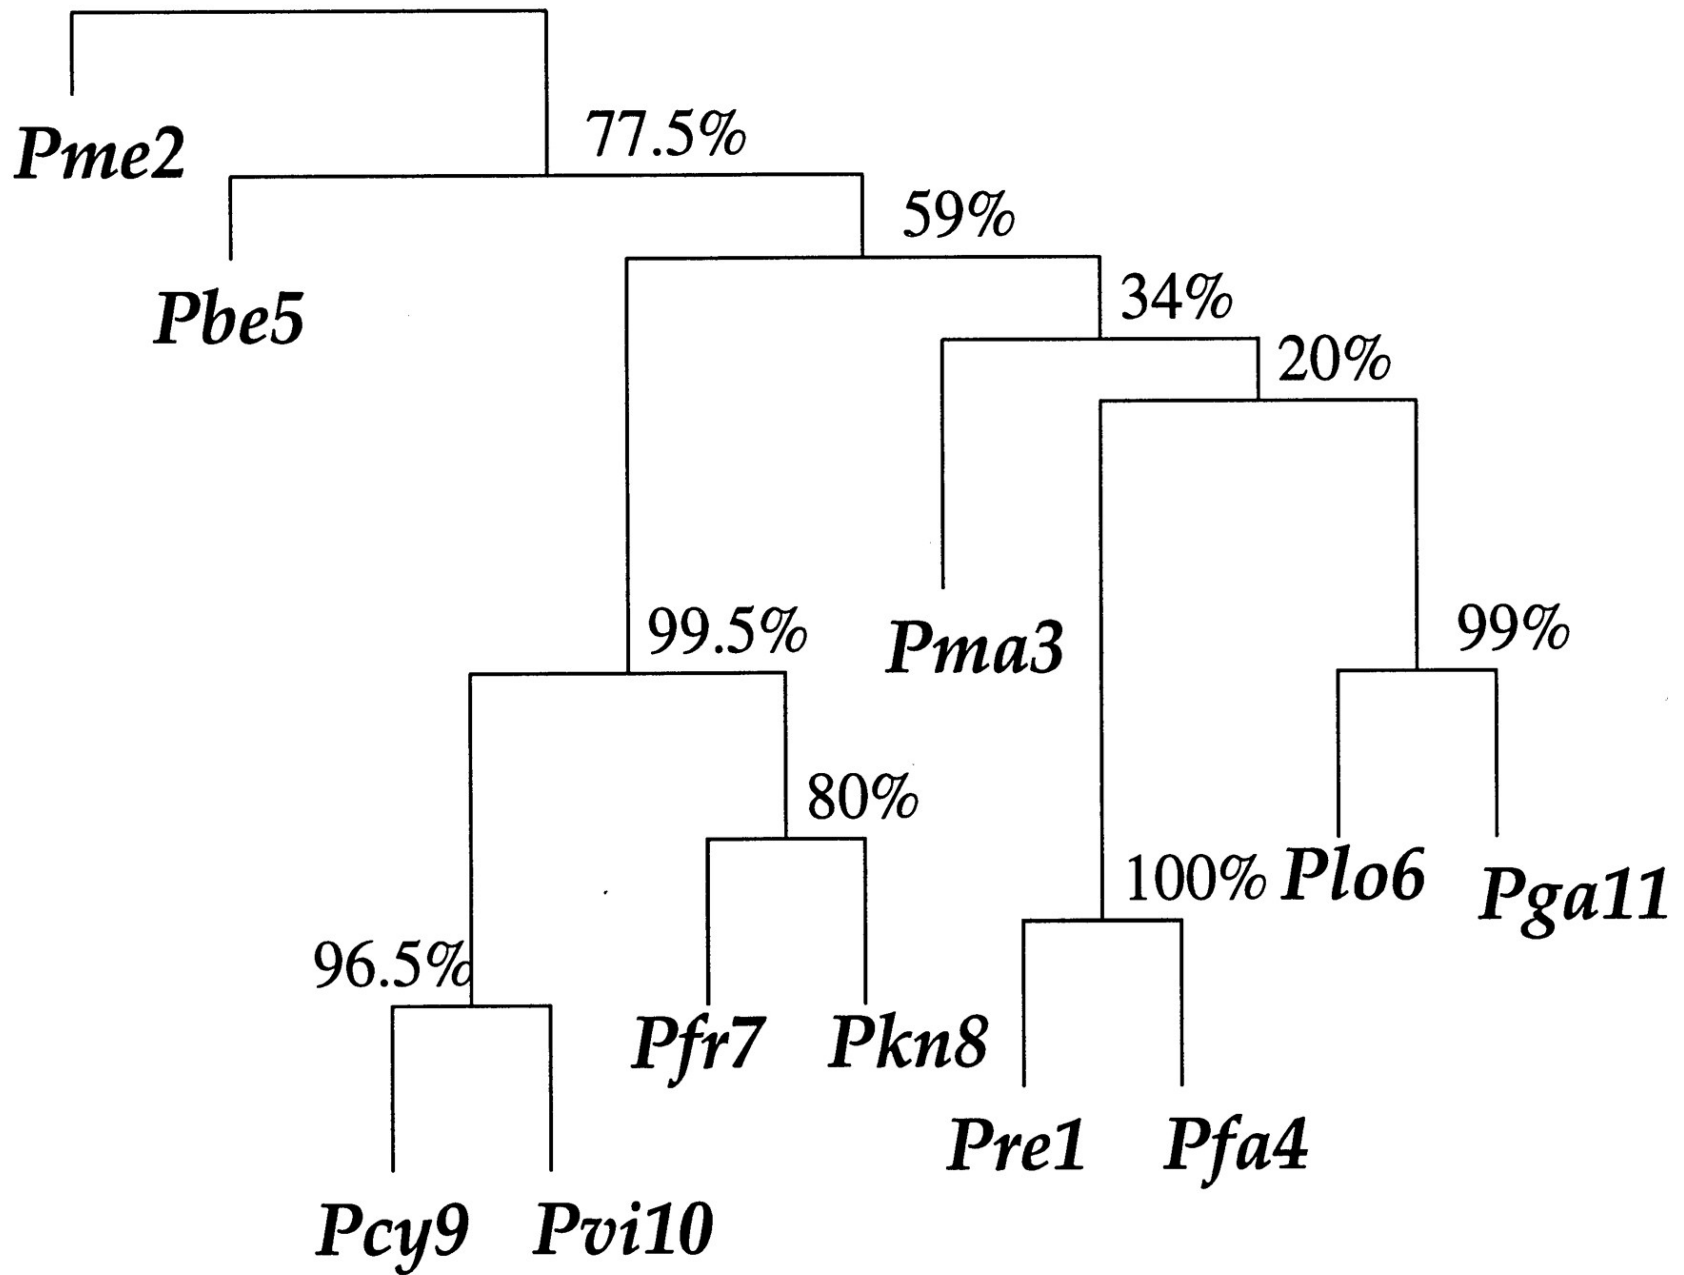 77.5%
Pme2
59%
Pbe5
34%
20%
99.5%
Pma3
99%
80%
100%
Plo6
Pga11
96.5%
Pfr7
Pkn8
Pre1
Pfa4
Pcy9
Pvi10